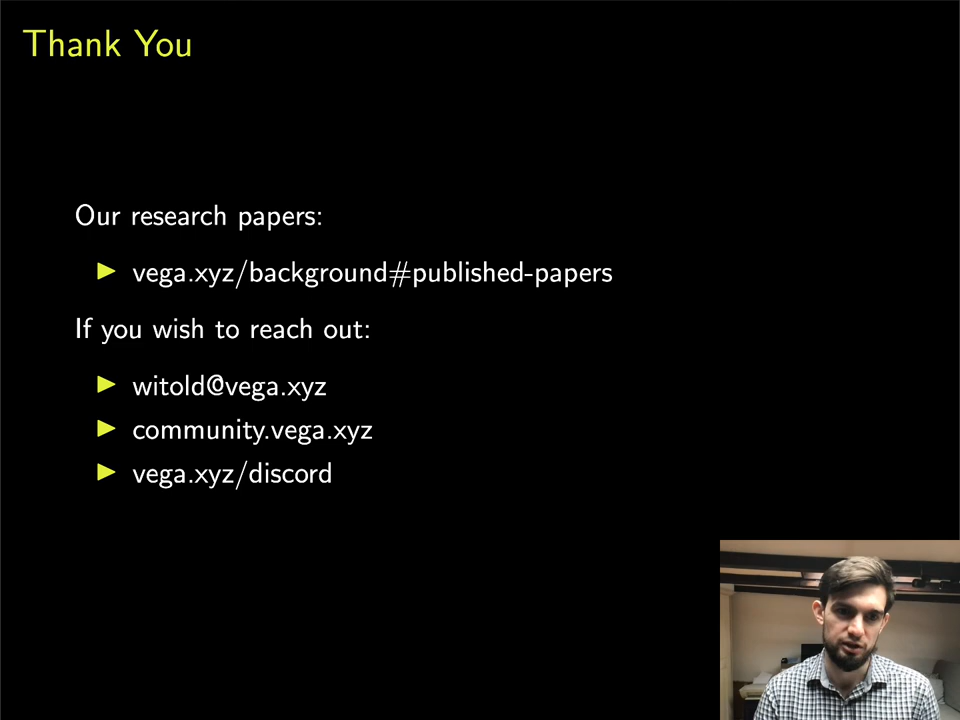 Thank You
Our research papers:
vega.xyz/background#published-papers
If you wish to reach out:
witold@vega.xyz
community.vega.xyz
vega.xyz/discord